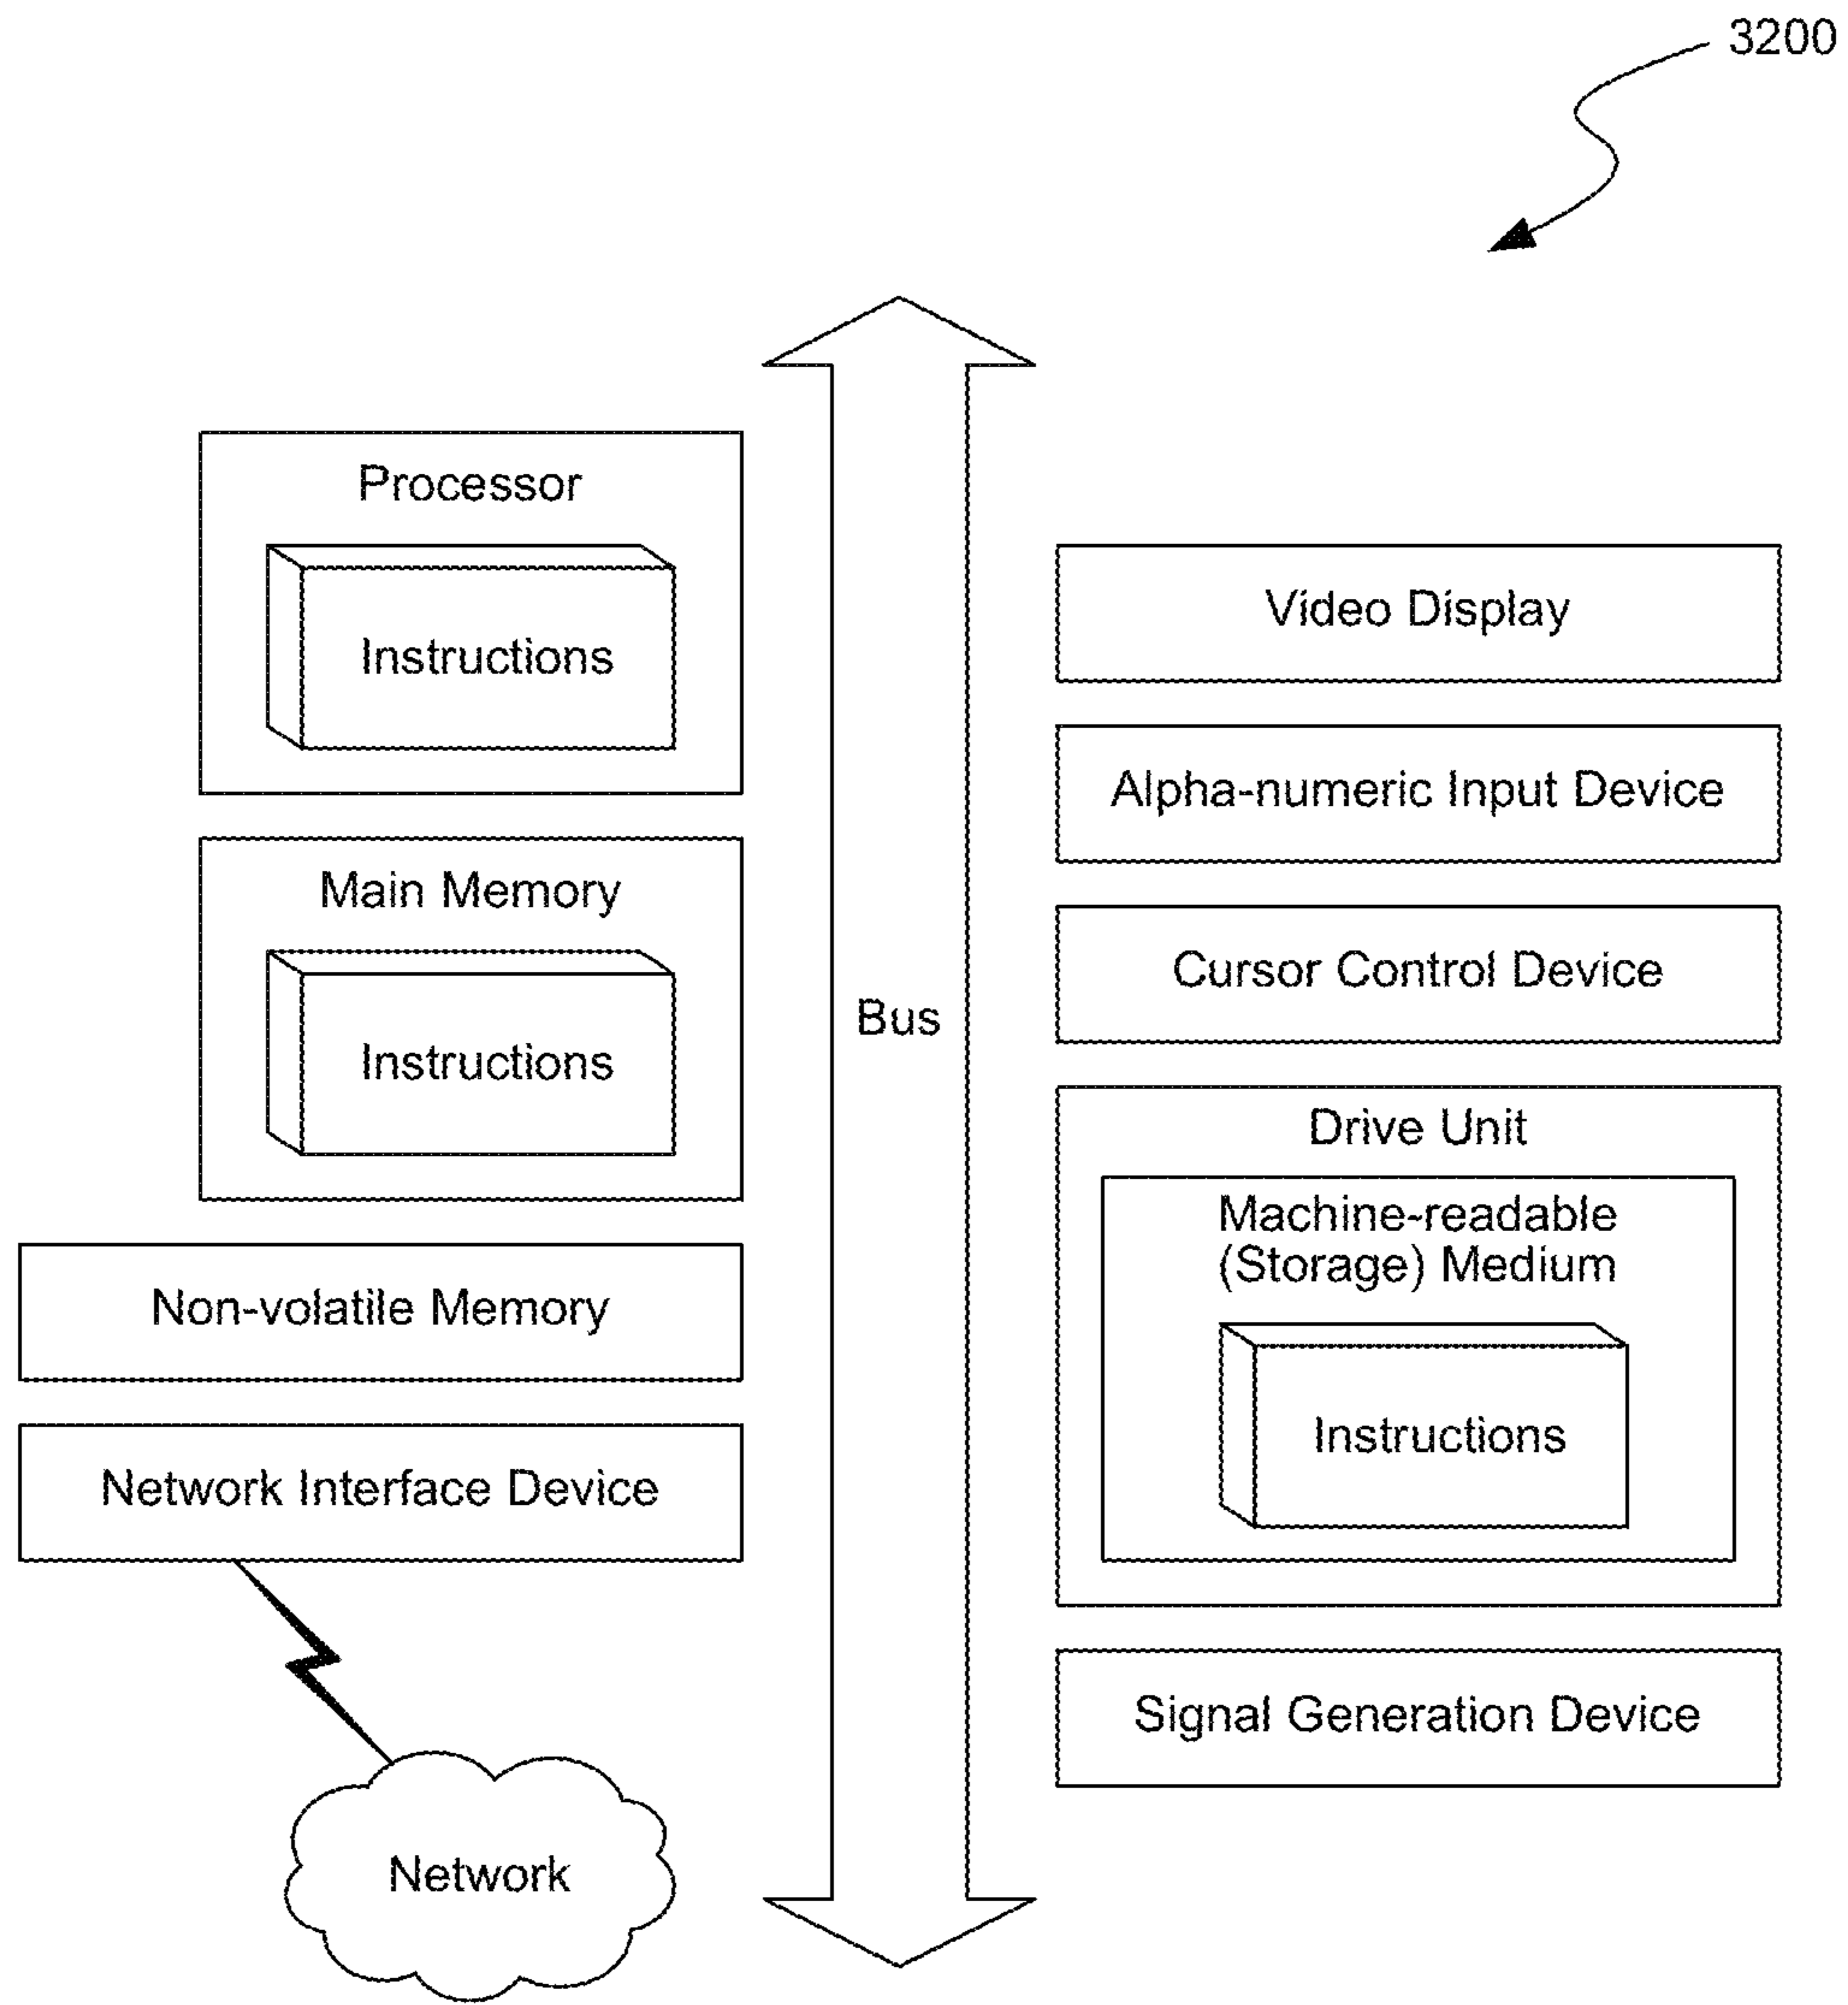 3200
Processor
Instructions
Main Memory
Instructions
Non-volatile Memory
Network Interface Device
Network
Bus
Video Display
Alpha-numeric Input Device
Cursor Control Device
Drive Unit
Machine-readable
(Storage) Medium
Instructions
Signal Generation Device